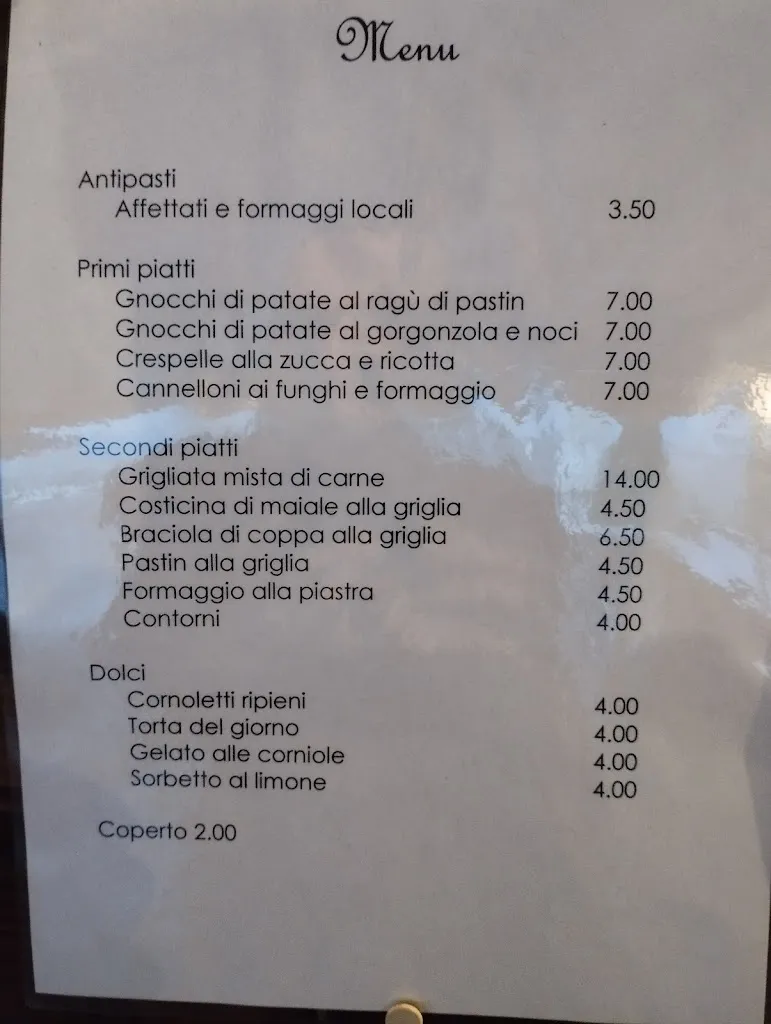 Menu
Antipasti
Affettati e formaggi locali 3.50
Primi piatti
Gnocchi di patate al ragù di pastin 7.00
Gnocchi di patate al gorgonzola e noci 7.00
Crespelle alla zucca e ricotta 7.00
Cannelloni ai funghi e formaggio 7.00
Secondi piatti
Grigliata mista di carne 14.00
Costicina di maiale alla griglia 4.50
Braciola di coppa alla griglia 6.50
Pastin alla griglia 4.50
Formaggio alla piastra 4.50
Contorni 4.00
Dolci
Cornoletti ripieni 4.00
Torta del giorno 4.00
Gelato alle corniole 4.00
Sorbetto al limone 4.00
Coperto 2.00